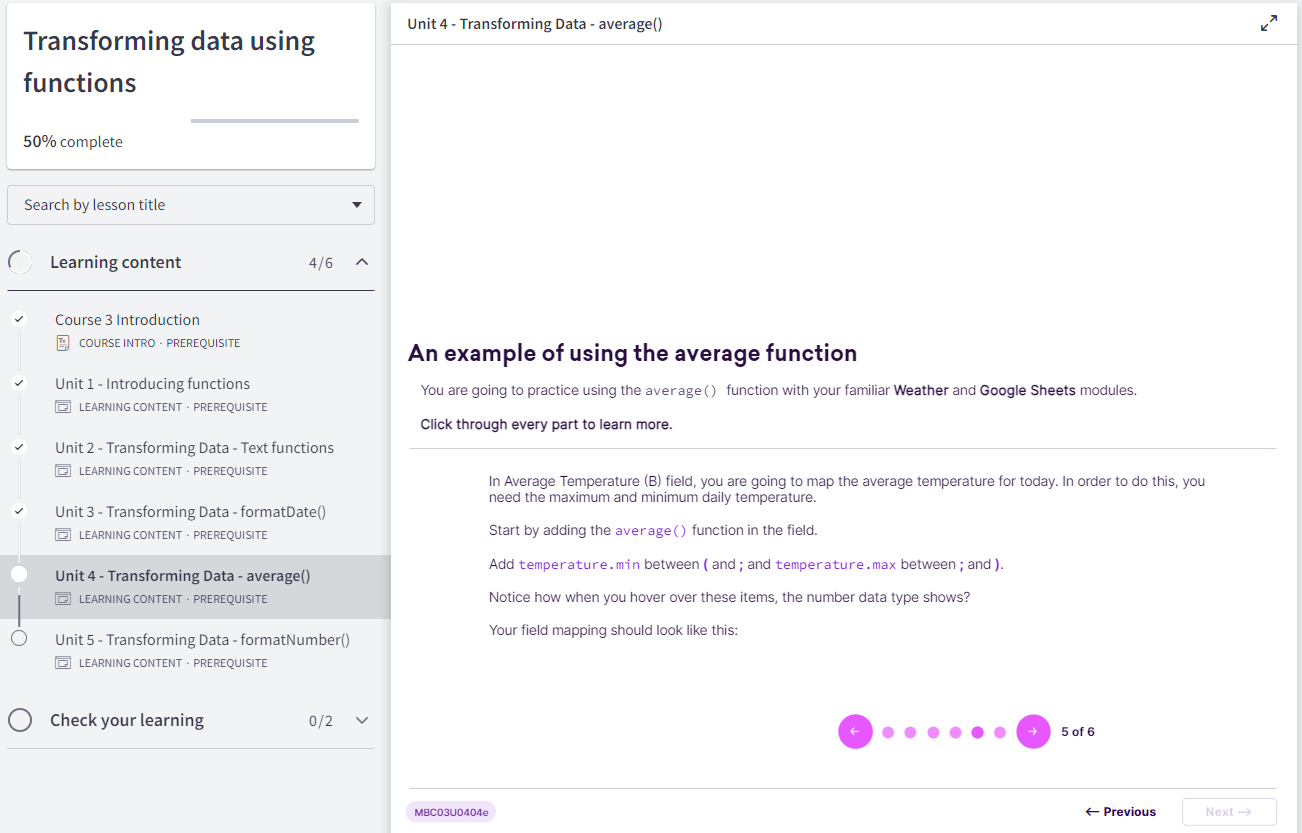 Transforming data using
functions
50% complete
Search by lesson title
Learning content 4/6
Course 3 Introduction
COURSE INTRO · PREREQUISITE
Unit 1 - Introducing functions
LEARNING CONTENT · PREREQUISITE
Unit 2 - Transforming Data - Text functions
LEARNING CONTENT · PREREQUISITE
Unit 3 - Transforming Data - formatDate()
LEARNING CONTENT · PREREQUISITE
Unit 4 - Transforming Data - average()
LEARNING CONTENT · PREREQUISITE
Unit 5 - Transforming Data - formatNumber()
LEARNING CONTENT · PREREQUISITE
Check your learning 0/2
Unit 4 - Transforming Data - average()
An example of using the average function
You are going to practice using the average() function with your familiar Weather and Google Sheets modules.
Click through every part to learn more.
In Average Temperature (B) field, you are going to map the average temperature for today. In order to do this, you
need the maximum and minimum daily temperature.
Start by adding the average() function in the field.
Add temperature.min between ( and ; and temperature.max between ; and ).
Notice how when you hover over these items, the number data type shows?
Your field mapping should look like this:
← → 5 of 6
MBC03U0404e
← Previous Next →